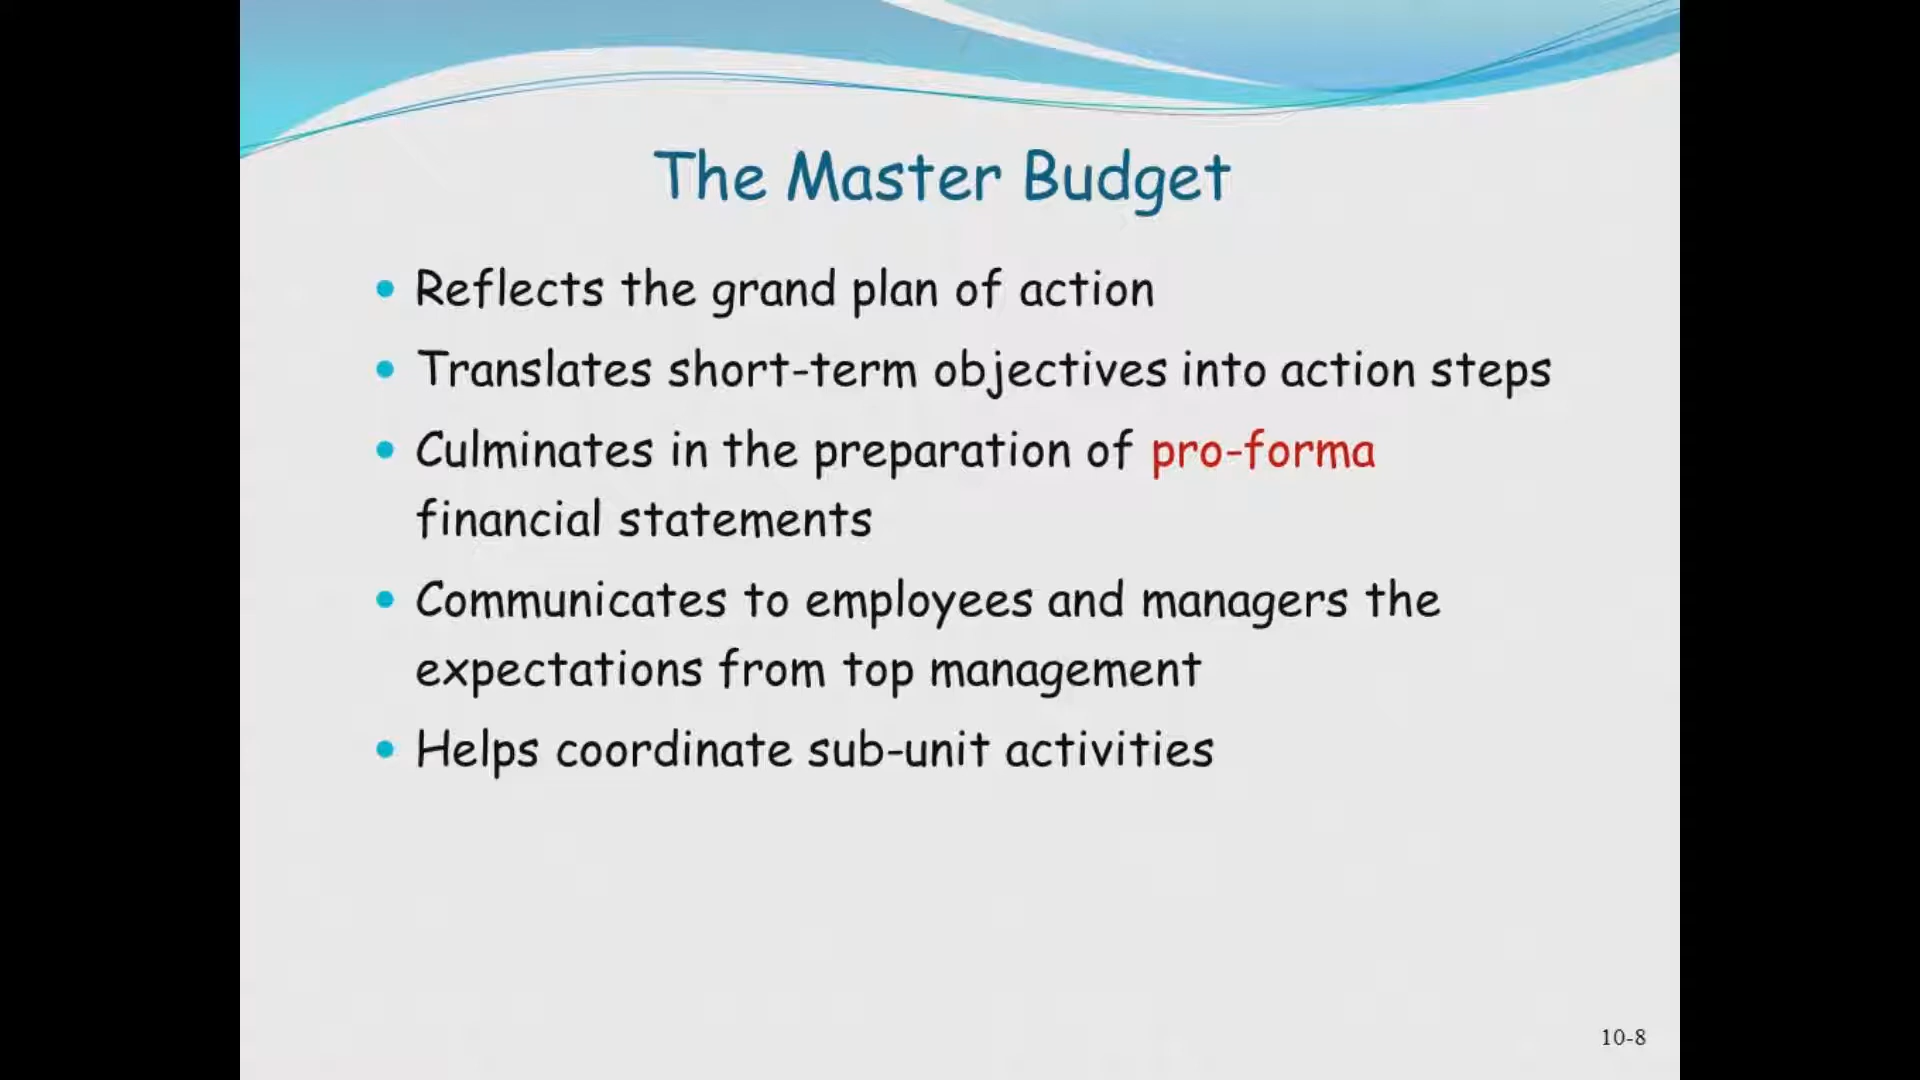 The Master Budget
• Reflects the grand plan of action
• Translates short-term objectives into action steps
• Culminates in the preparation of pro-forma
financial statements
• Communicates to employees and managers the
expectations from top management
• Helps coordinate sub-unit activities
10-8